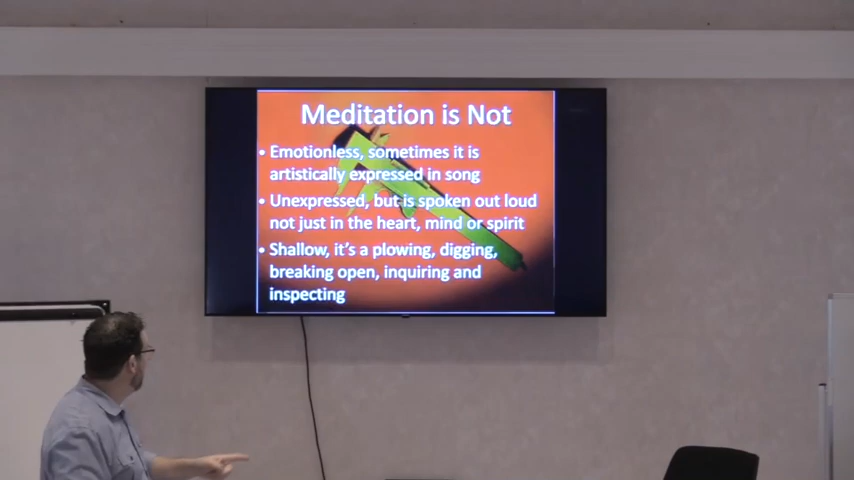 Meditation is Not
• Emotionless, sometimes it is
artistically expressed in song
• Unexpressed, but is spoken out loud
not just in the heart, mind or spirit
• Shallow, it's a plowing, digging,
breaking open, inquiring and
inspecting